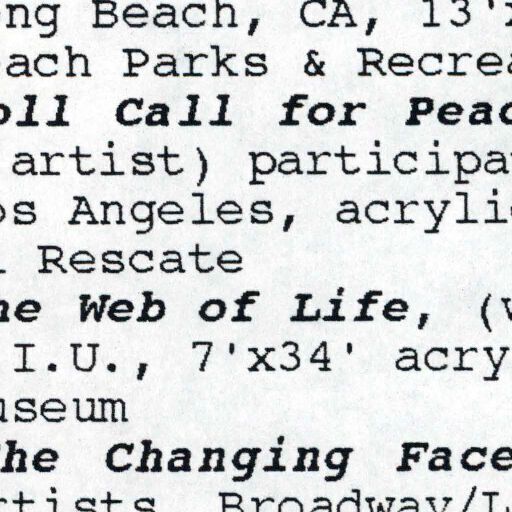 ng Beach, CA, 13'
ach Parks & Recrea
oll Call for Peac
artist) participa
os Angeles, acryli
Rescate
he Web of Life, (
I.U., 7'x34' acry
useum
The Changing Face
rtists Broadway/L